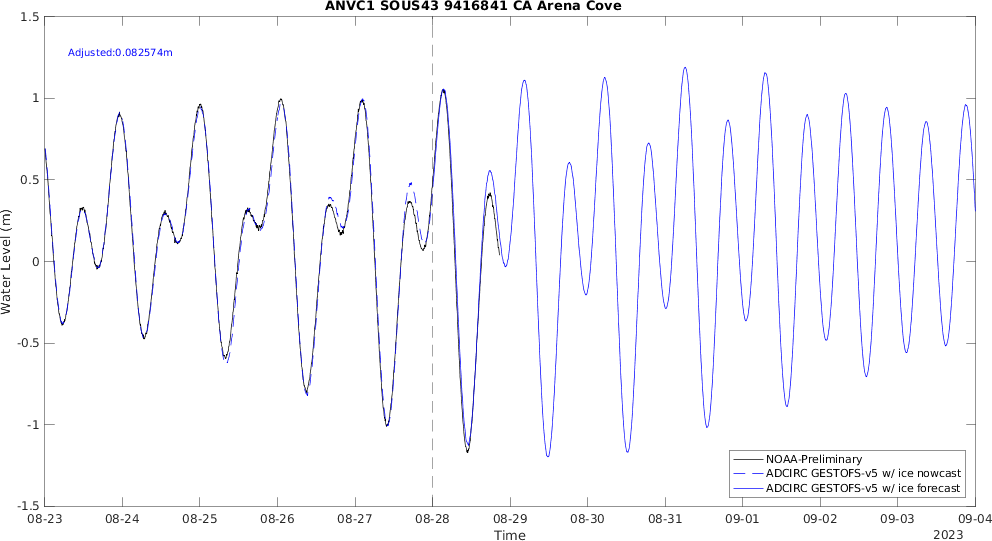 ANVC1 SOUS43 9416841 CA Arena Cove
Adjusted:0.082574m
1.5
1
0.5
0
-0.5
-1
-1.5
Water Level (m)
NOAA-Preliminary
ADCIRC GESTOFS-v5 w/ ice nowcast
ADCIRC GESTOFS-v5 w/ ice forecast
08-23 08-24 08-25 08-26 08-27 08-28 08-29 08-30 08-31 09-01 09-02 09-03 09-04
Time
2023